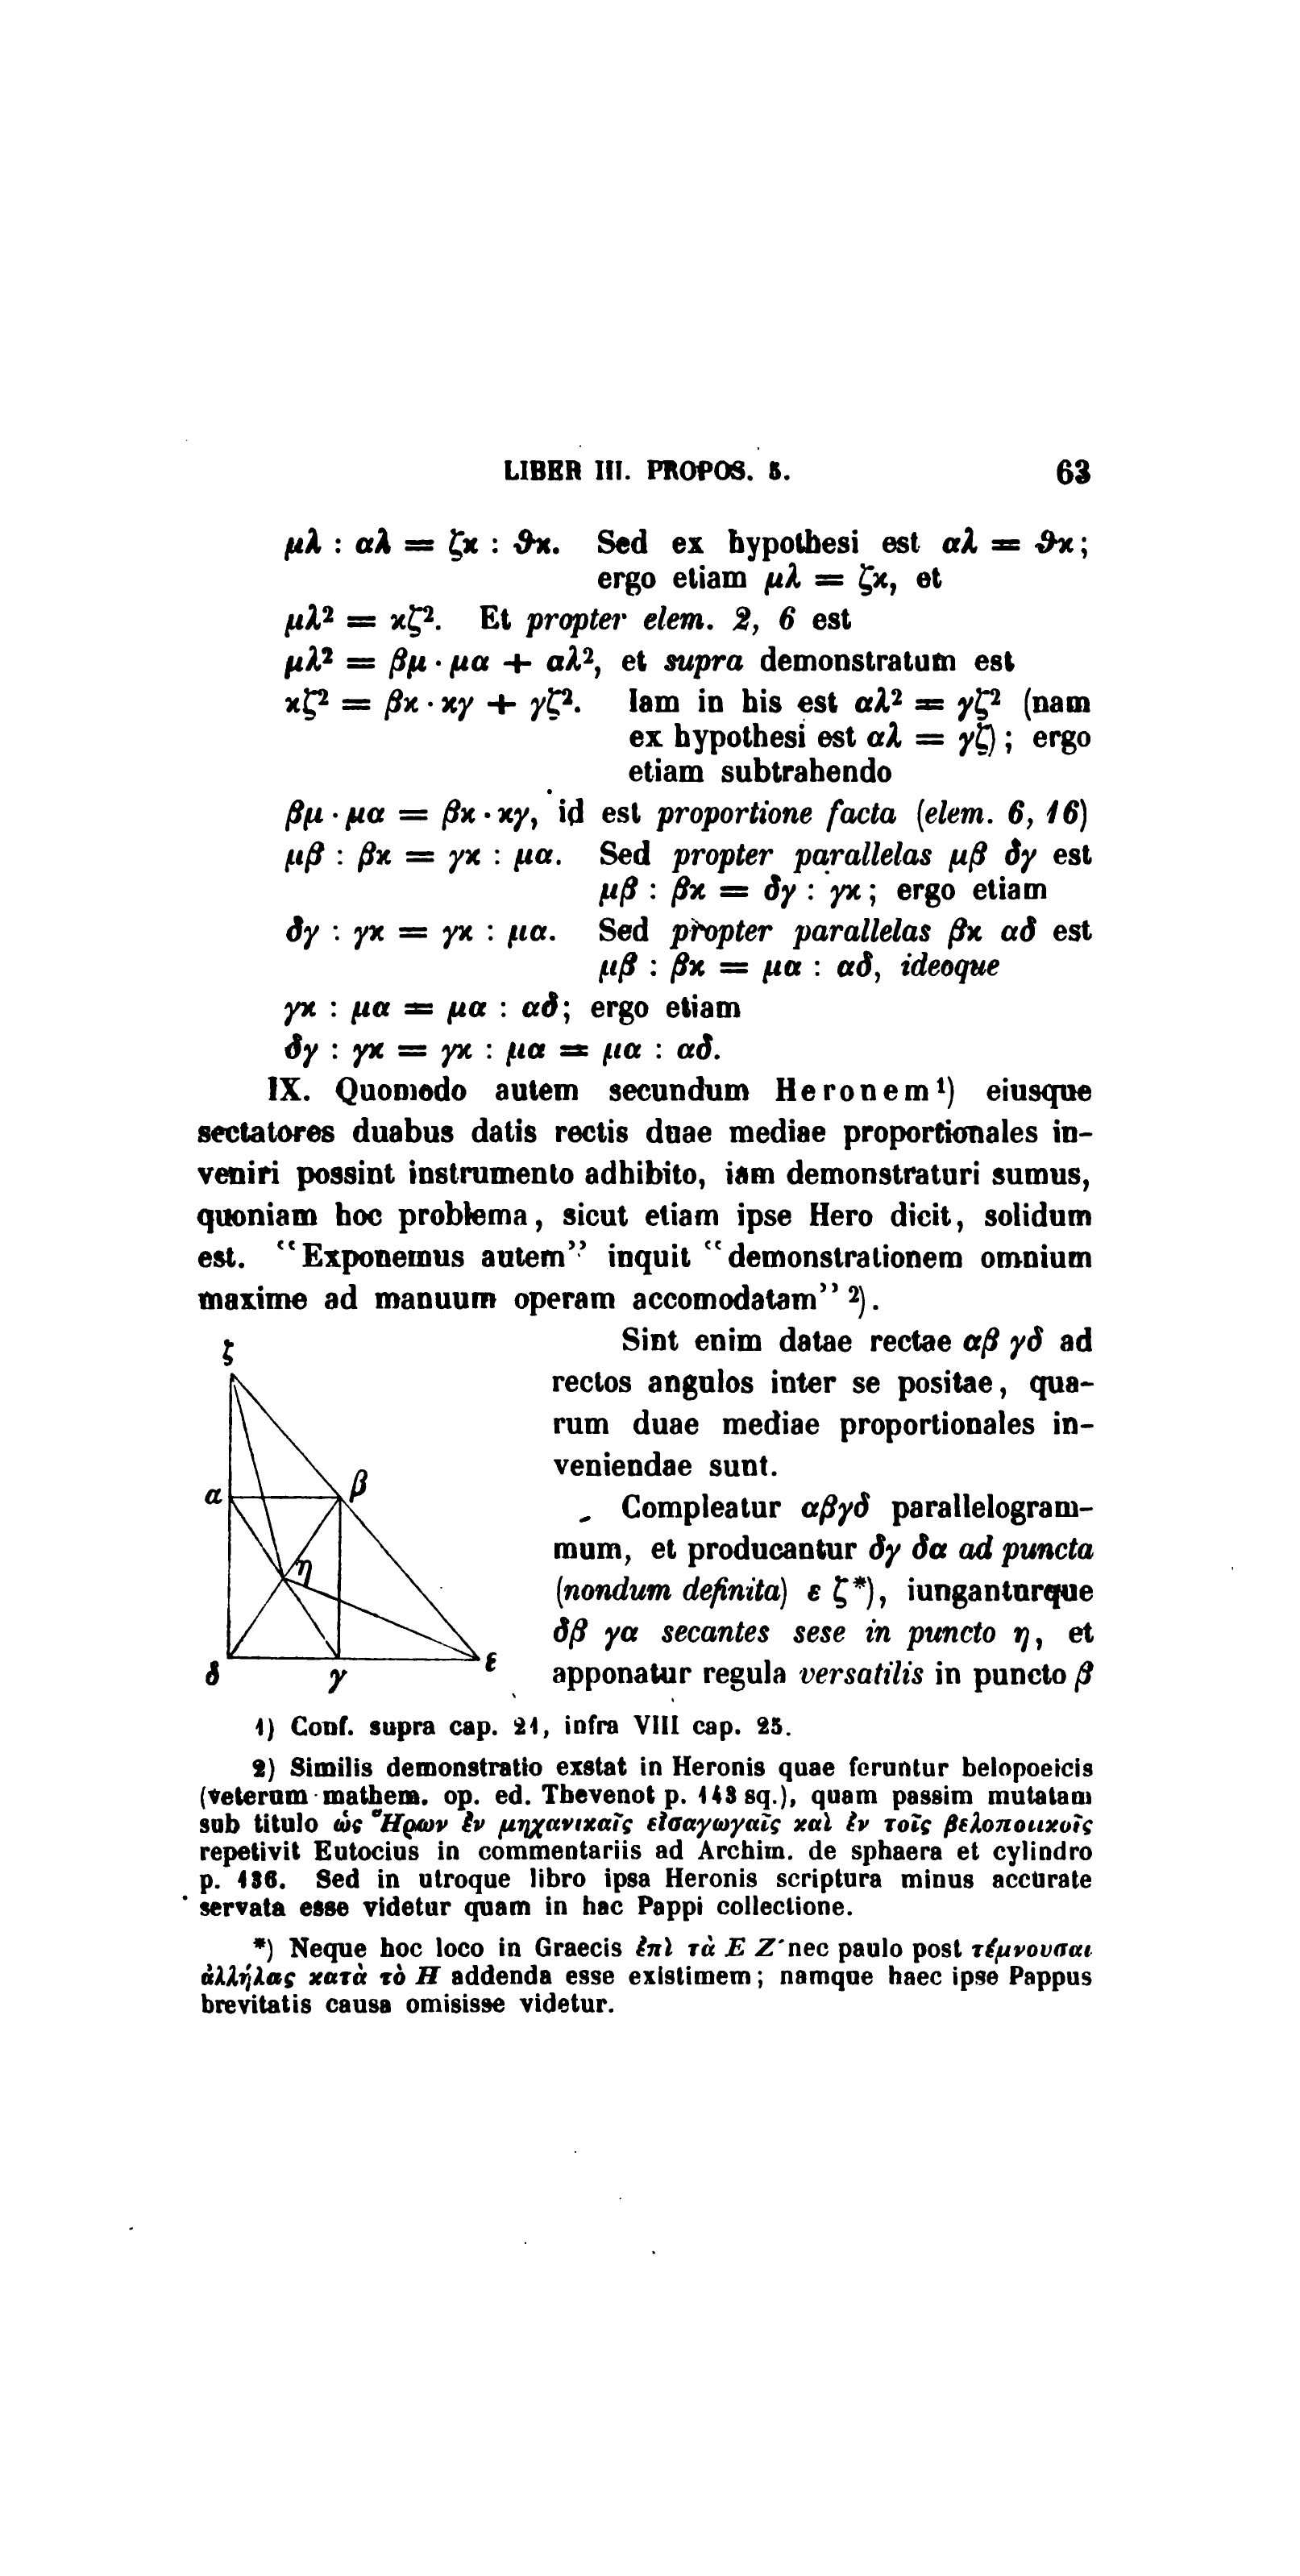 LIBER III. PROPOS. 5. 63
μλ : αλ = ζκ : ϑκ. Sed ex hypothesi est αλ = ϑκ;
ergo etiam μλ = ζκ, et
μλ² = κζ². Et propter elem. 2, 6 est
μλ² = βμ · μα + αλ², et supra demonstratum est
κζ² = βκ · κγ + γζ². Iam in his est αλ² = γζ² (nam
ex hypothesi est αλ = γζ); ergo
etiam subtrahendo
βμ · μα = βκ · κγ, id est proportione facta (elem. 6, 16)
μβ : βκ = γκ : μα. Sed propter parallelas μβ δγ est
μβ : βκ = δγ : γκ; ergo etiam
δγ : γκ = γκ : μα. Sed propter parallelas βκ αδ est
μβ : βκ = μα : αδ, ideoque
γκ : μα = μα : αδ; ergo etiam
δγ : γκ = γκ : μα = μα : αδ.
IX. Quomodo autem secundum Heronem¹) eiusque
sectatores duabus datis rectis duae mediae proportionales in-
veniri possint instrumento adhibito, iam demonstraturi sumus,
quoniam hoc problema, sicut etiam ipse Hero dicit, solidum
est. "Exponemus autem" inquit "demonstrationem omnium
maxime ad manuum operam accomodatam"²).
Sint enim datae rectae αβ γδ ad
rectos angulos inter se positae, qua-
rum duae mediae proportionales in-
veniendae sunt.
Compleatur αβγδ parallelogram-
mum, et producantur δγ δα ad puncta
(nondum definita) ε ζ*), iunganturque
δβ γα secantes sese in puncto η, et
apponatur regula versatilis in puncto β
ζ
α
β
η
δ
γ
ε
1) Conf. supra cap. 21, infra VIII cap. 25.
2) Similis demonstratio exstat in Heronis quae feruntur belopoeicis
(veterum mathem. op. ed. Thevenot p. 143 sq.), quam passim mutatam
sub titulo ὡς Ἥρων ἐν μηχανικαῖς εἰσαγωγαῖς καὶ ἐν τοῖς βελοποιικοῖς
repetivit Eutocius in commentariis ad Archim. de sphaera et cylindro
p. 136. Sed in utroque libro ipsa Heronis scriptura minus accurate
servata esse videtur quam in hac Pappi collectione.
*) Neque hoc loco in Graecis ἐπὶ τὰ Ε Ζ nec paulo post τέμνουσαι
ἀλλήλας κατὰ τὸ Η addenda esse existimem; namque haec ipse Pappus
brevitatis causa omisisse videtur.